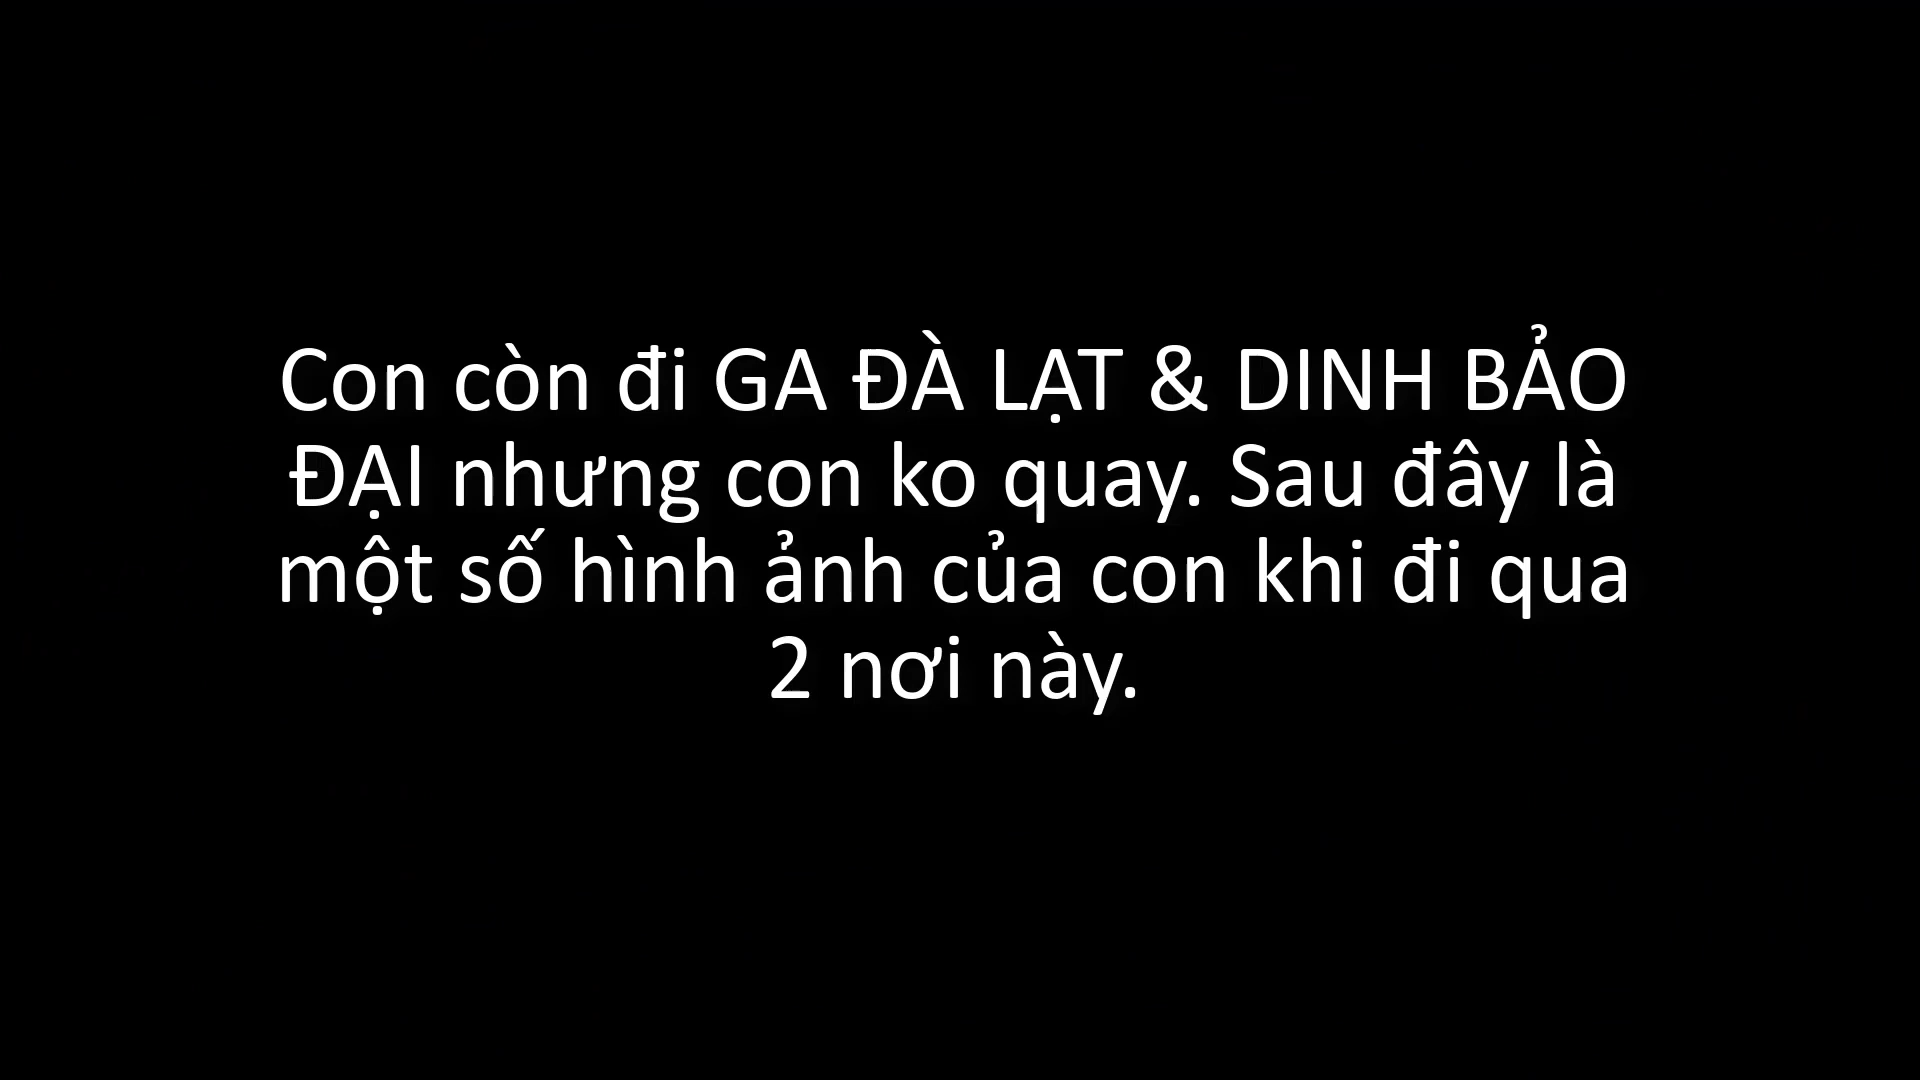 Con còn đi GA ĐÀ LẠT & DINH BẢO
ĐẠI nhưng con ko quay. Sau đây là
một số hình ảnh của con khi đi qua
2 nơi này.